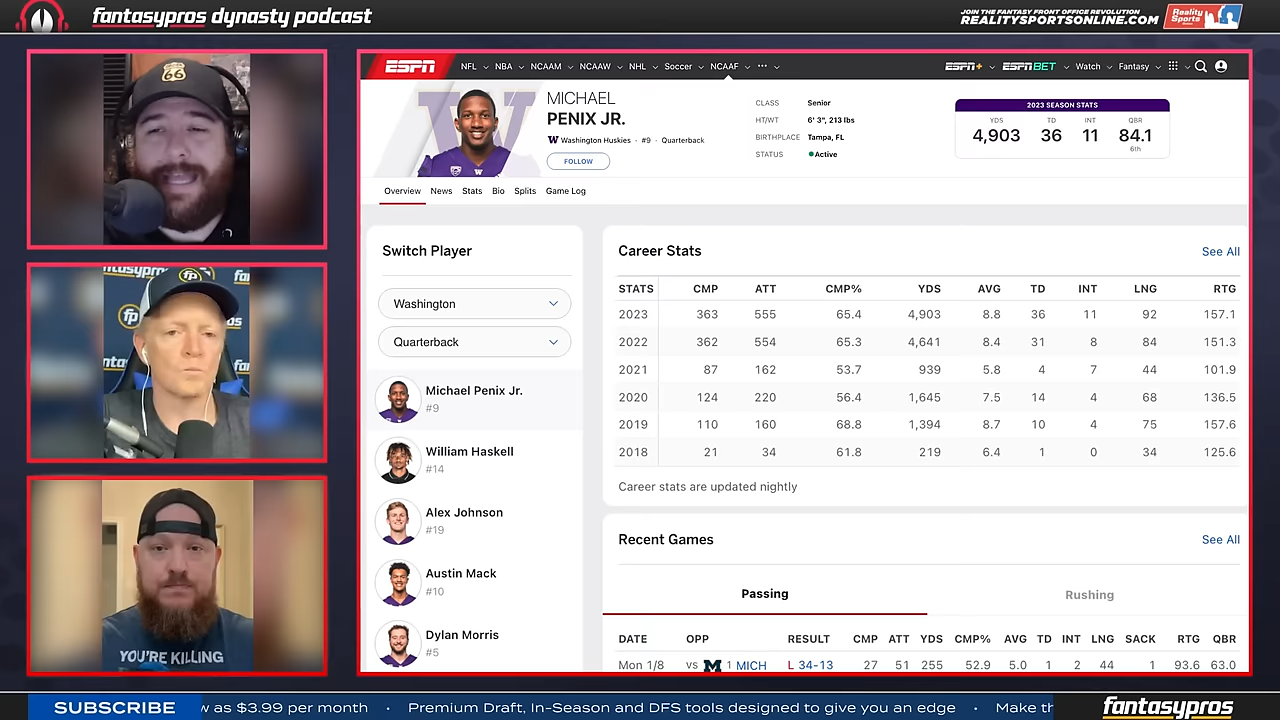 fantasypros dynasty podcast
JOIN THE FANTASY FRONT OFFICE REVOLUTION
REALITYSPORTSONLINE.COM
Reality Sports Online
66
fp
YOU'RE KILLING
ESPN NFL NBA NCAAM NCAAW NHL Soccer NCAAF ESPN+ ESPN BET Watch Fantasy
MICHAEL
PENIX JR.
Washington Huskies · #9 · Quarterback
FOLLOW
CLASS Senior
HT/WT 6' 3", 213 lbs
BIRTHPLACE Tampa, FL
STATUS Active
2023 SEASON STATS
YDS TD INT QBR
4,903 36 11 84.1
6th
Overview News Stats Bio Splits Game Log
Switch Player
Washington
Quarterback
Michael Penix Jr.
#9
William Haskell
#14
Alex Johnson
#19
Austin Mack
#10
Dylan Morris
#5
Career Stats See All
STATS CMP ATT CMP% YDS AVG TD INT LNG RTG
2023 363 555 65.4 4,903 8.8 36 11 92 157.1
2022 362 554 65.3 4,641 8.4 31 8 84 151.3
2021 87 162 53.7 939 5.8 4 7 44 101.9
2020 124 220 56.4 1,645 7.5 14 4 68 136.5
2019 110 160 68.8 1,394 8.7 10 4 75 157.6
2018 21 34 61.8 219 6.4 1 0 34 125.6
Career stats are updated nightly
Recent Games See All
Passing Rushing
DATE OPP RESULT CMP ATT YDS CMP% AVG TD INT LNG SACK RTG QBR
Mon 1/8 vs M 1 MICH L 34-13 27 51 255 52.9 5.0 1 2 44 1 93.6 63.0
SUBSCRIBE w as $3.99 per month · Premium Draft, In-Season and DFS tools designed to give you an edge · Make th
fantasypros